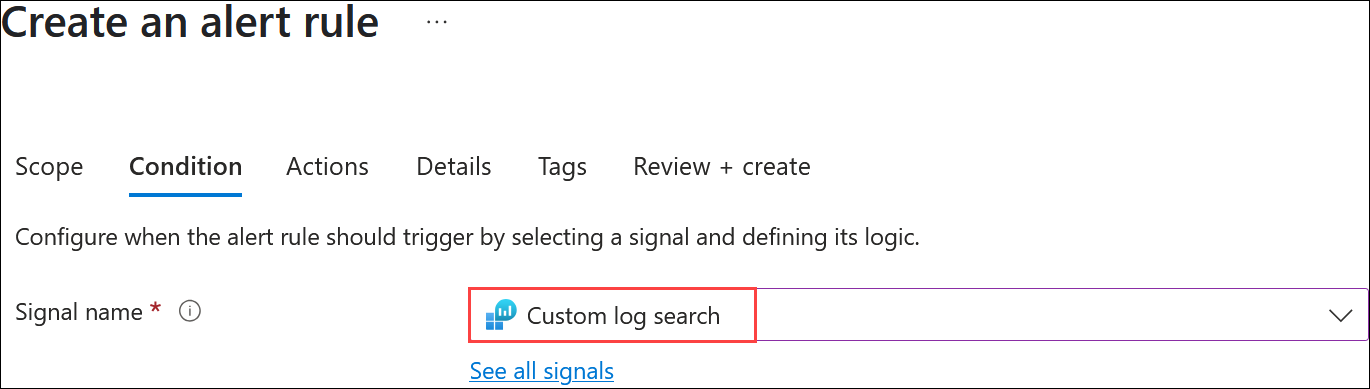 Create an alert rule ...
Scope Condition Actions Details Tags Review + create
Configure when the alert rule should trigger by selecting a signal and defining its logic.
Signal name * i Custom log search
See all signals